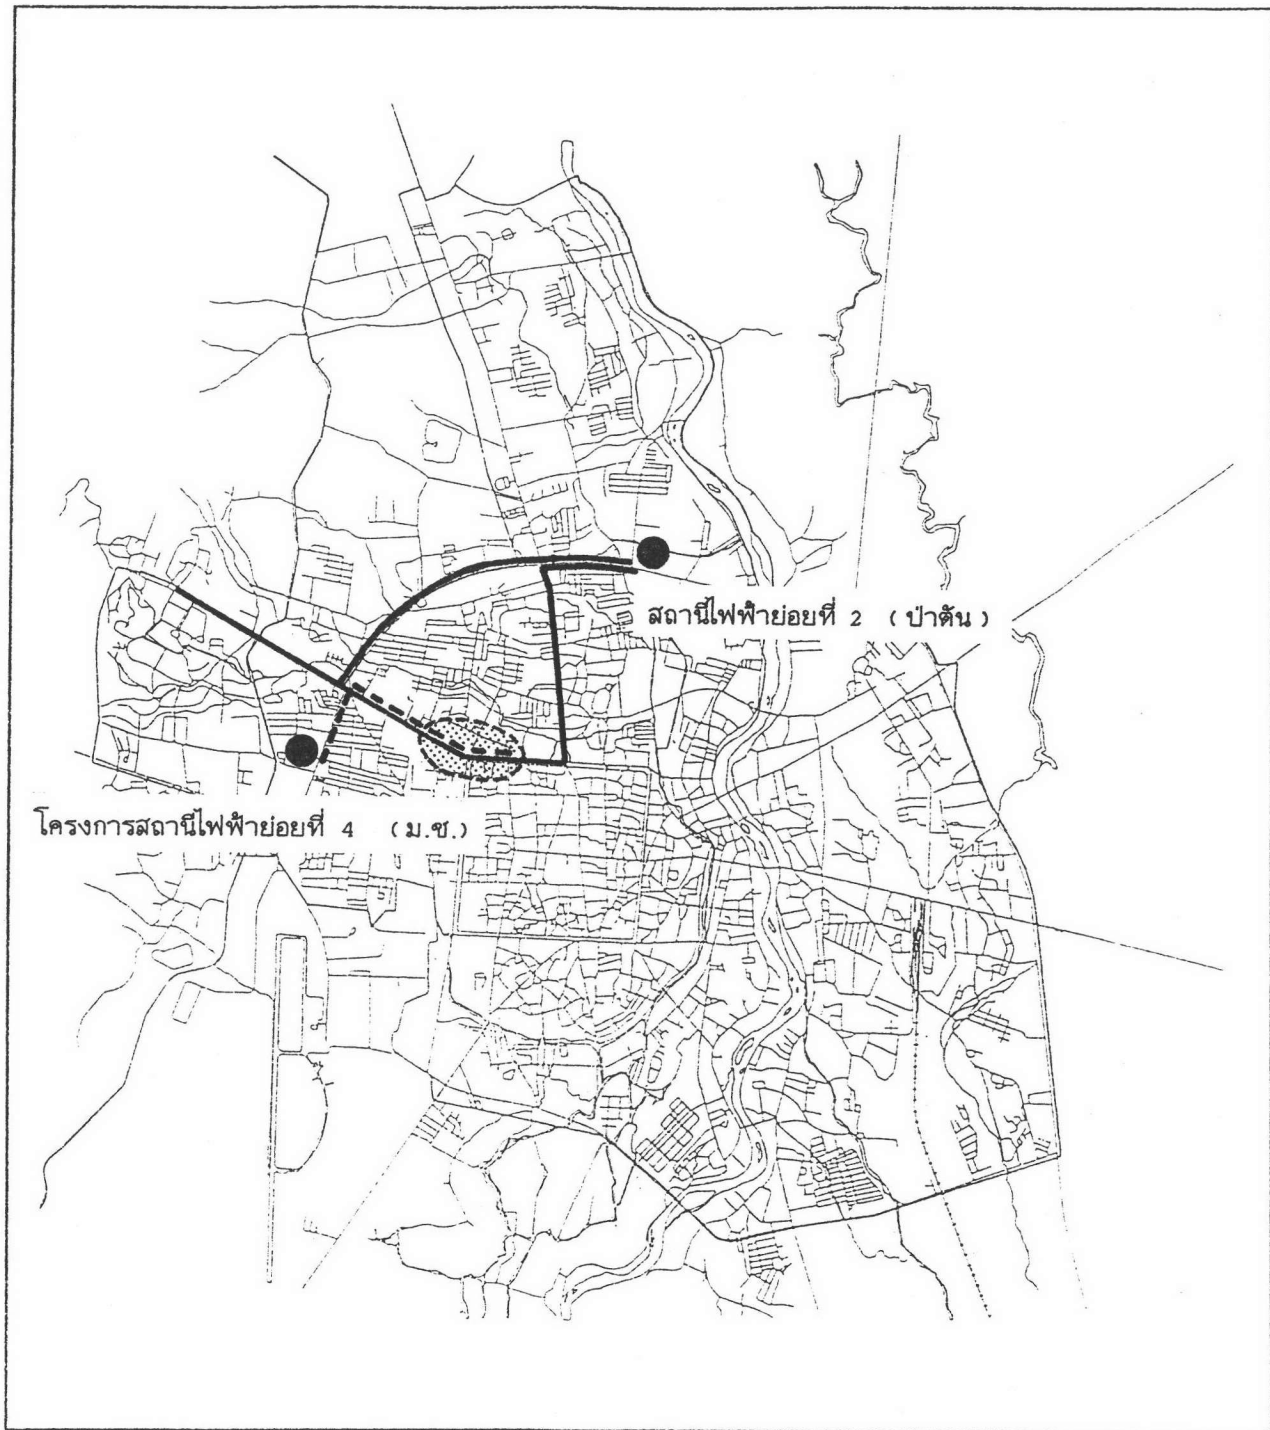 สถานีไฟฟ้าย่อยที่ 2 (ป่าตัน)
โครงการสถานีไฟฟ้าย่อยที่ 4 (ม.ช.)